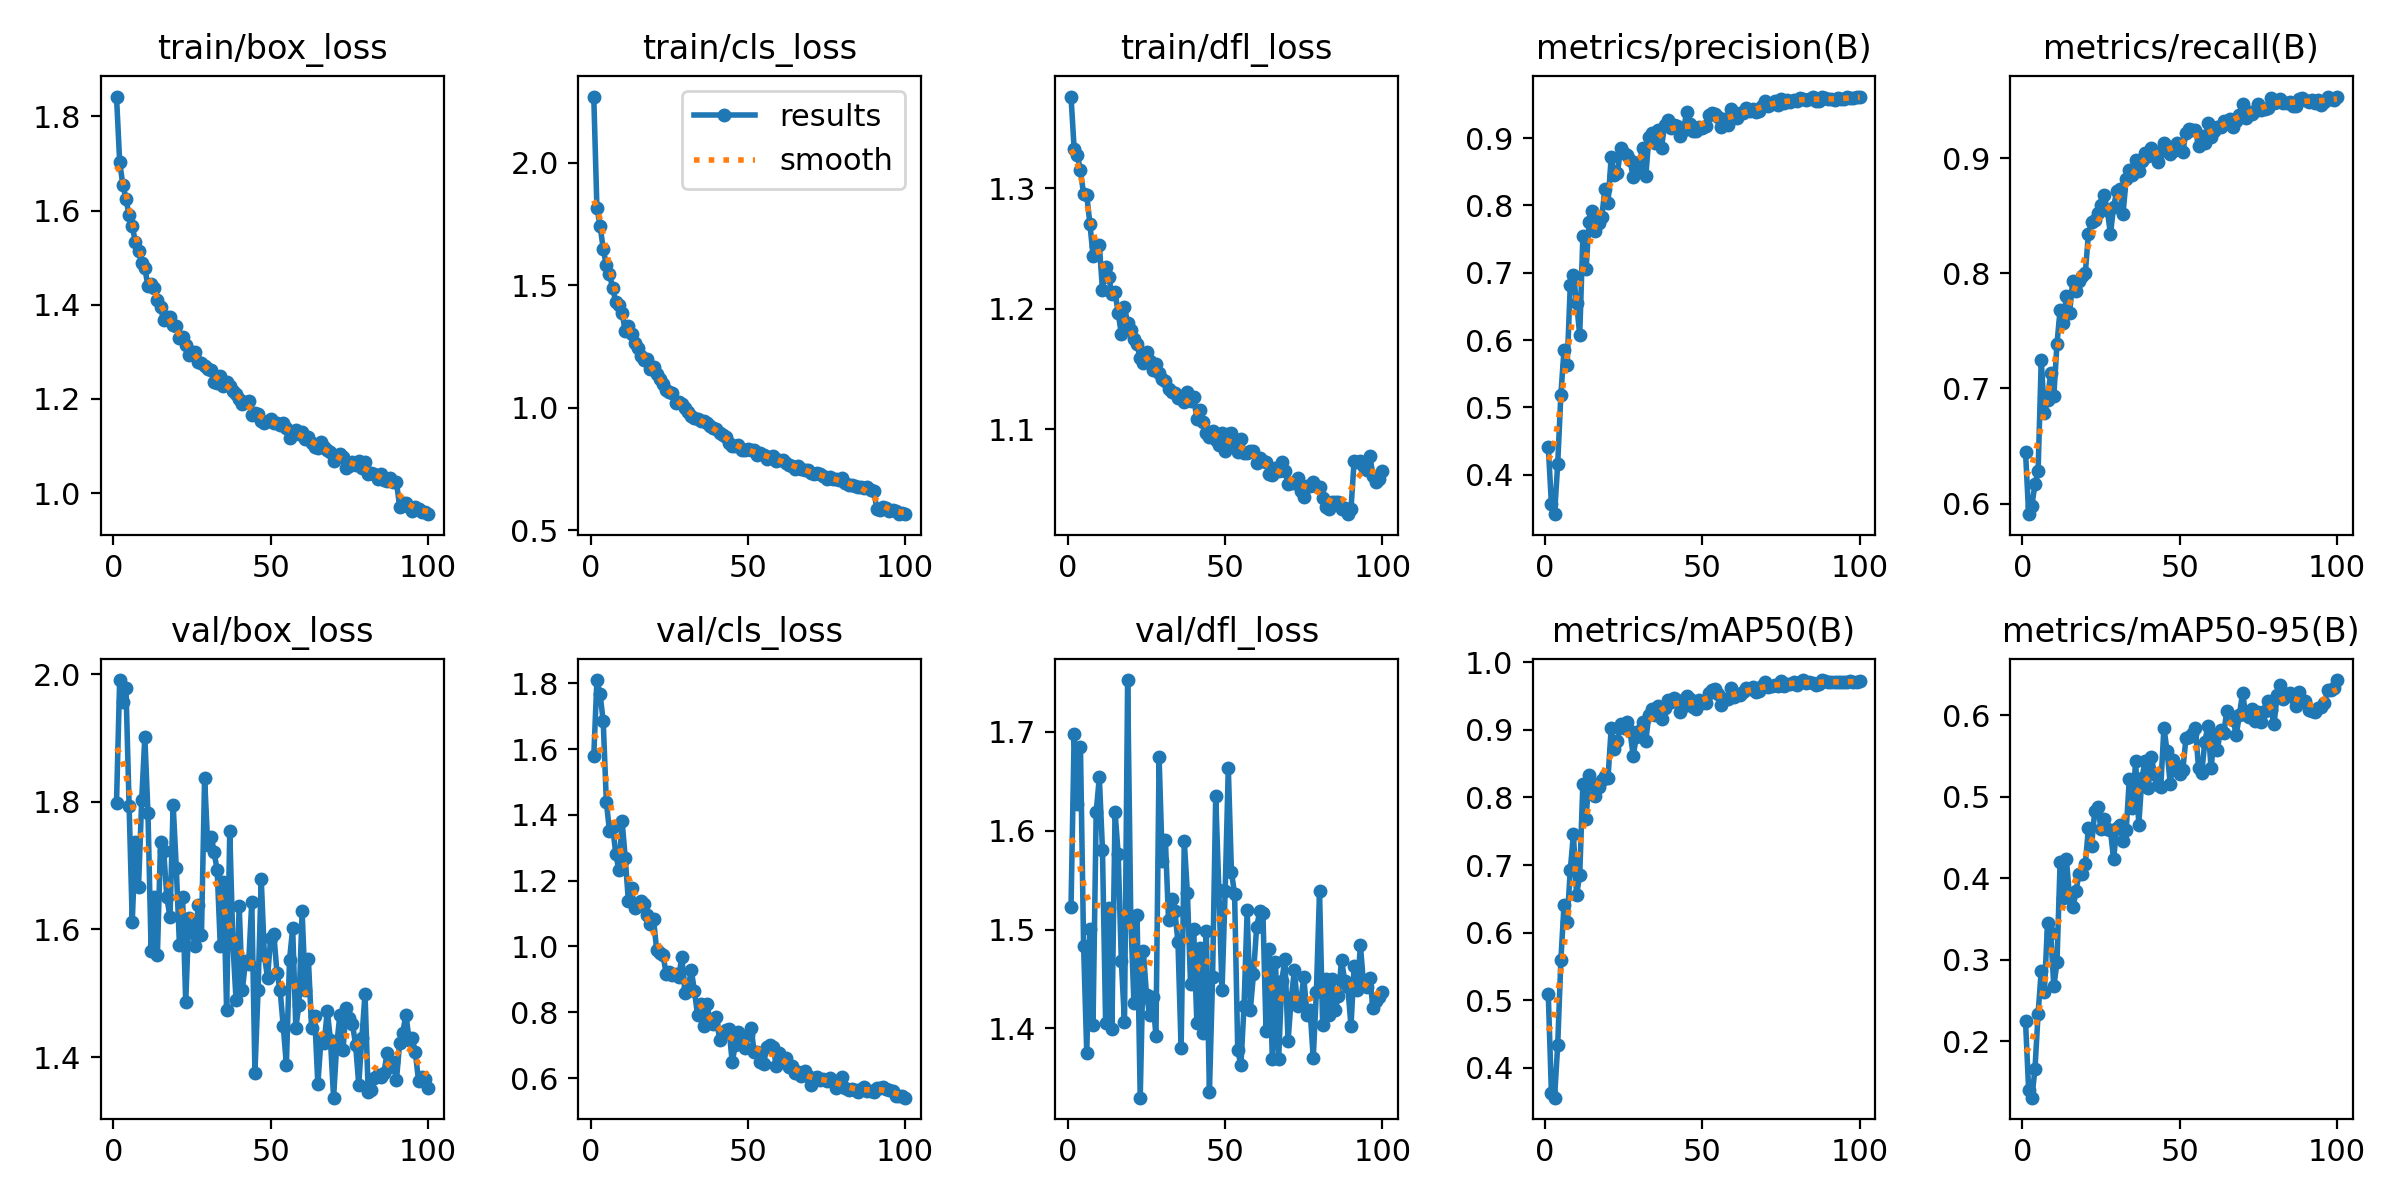 train/box_loss
1.8
1.6
1.4
1.2
1.0
0 50 100
train/cls_loss
results
smooth
2.0
1.5
1.0
0.5
0 50 100
train/dfl_loss
1.3
1.2
1.1
0 50 100
metrics/precision(B)
0.9
0.8
0.7
0.6
0.5
0.4
0 50 100
metrics/recall(B)
0.9
0.8
0.7
0.6
0 50 100
val/box_loss
2.0
1.8
1.6
1.4
0 50 100
val/cls_loss
1.8
1.6
1.4
1.2
1.0
0.8
0.6
0 50 100
val/dfl_loss
1.7
1.6
1.5
1.4
0 50 100
metrics/mAP50(B)
1.0
0.9
0.8
0.7
0.6
0.5
0.4
0 50 100
metrics/mAP50-95(B)
0.6
0.5
0.4
0.3
0.2
0 50 100